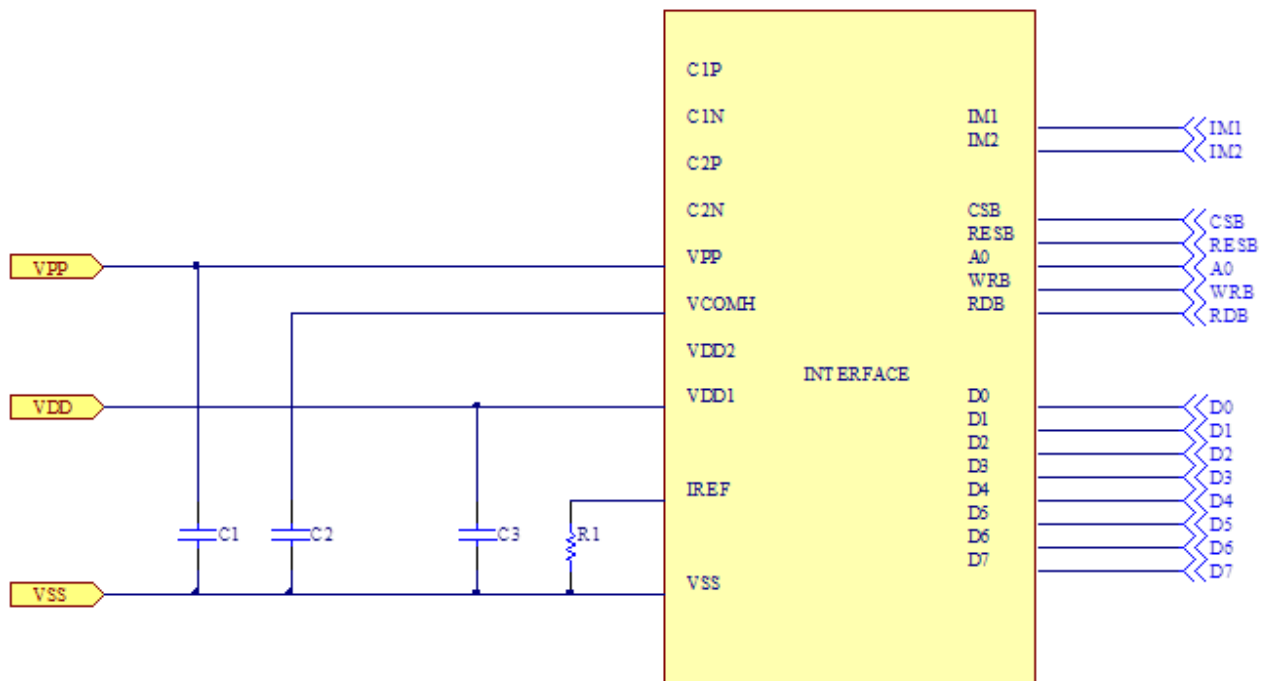 C1P
C1N
C2P
C2N
VPP
VCOMH
VDD2
VDD1
IREF
VSS
INTERFACE
IM1
IM2
CSB
RESB
A0
WRB
RDB
D0
D1
D2
D3
D4
D5
D6
D7
IM1
IM2
CSB
RESB
A0
WRB
RDB
D0
D1
D2
D3
D4
D5
D6
D7
VPP
VDD
VSS
C1
C2
C3
R1